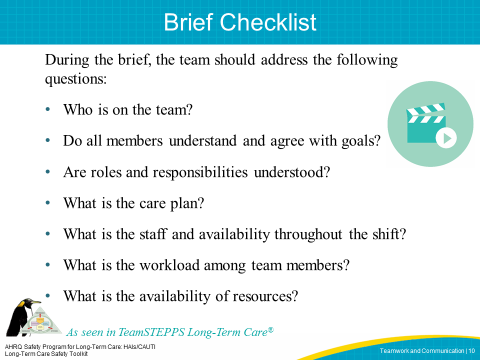 Brief Checklist
During the brief, the team should address the following
questions:
• Who is on the team?
• Do all members understand and agree with goals?
• Are roles and responsibilities understood?
• What is the care plan?
• What is the staff and availability throughout the shift?
• What is the workload among team members?
• What is the availability of resources?
As seen in TeamSTEPPS Long-Term Care®
AHRQ Safety Program for Long-Term Care: HAIs/CAUTI
Long-Term Care Safety Toolkit
Teamwork and Communication | 10